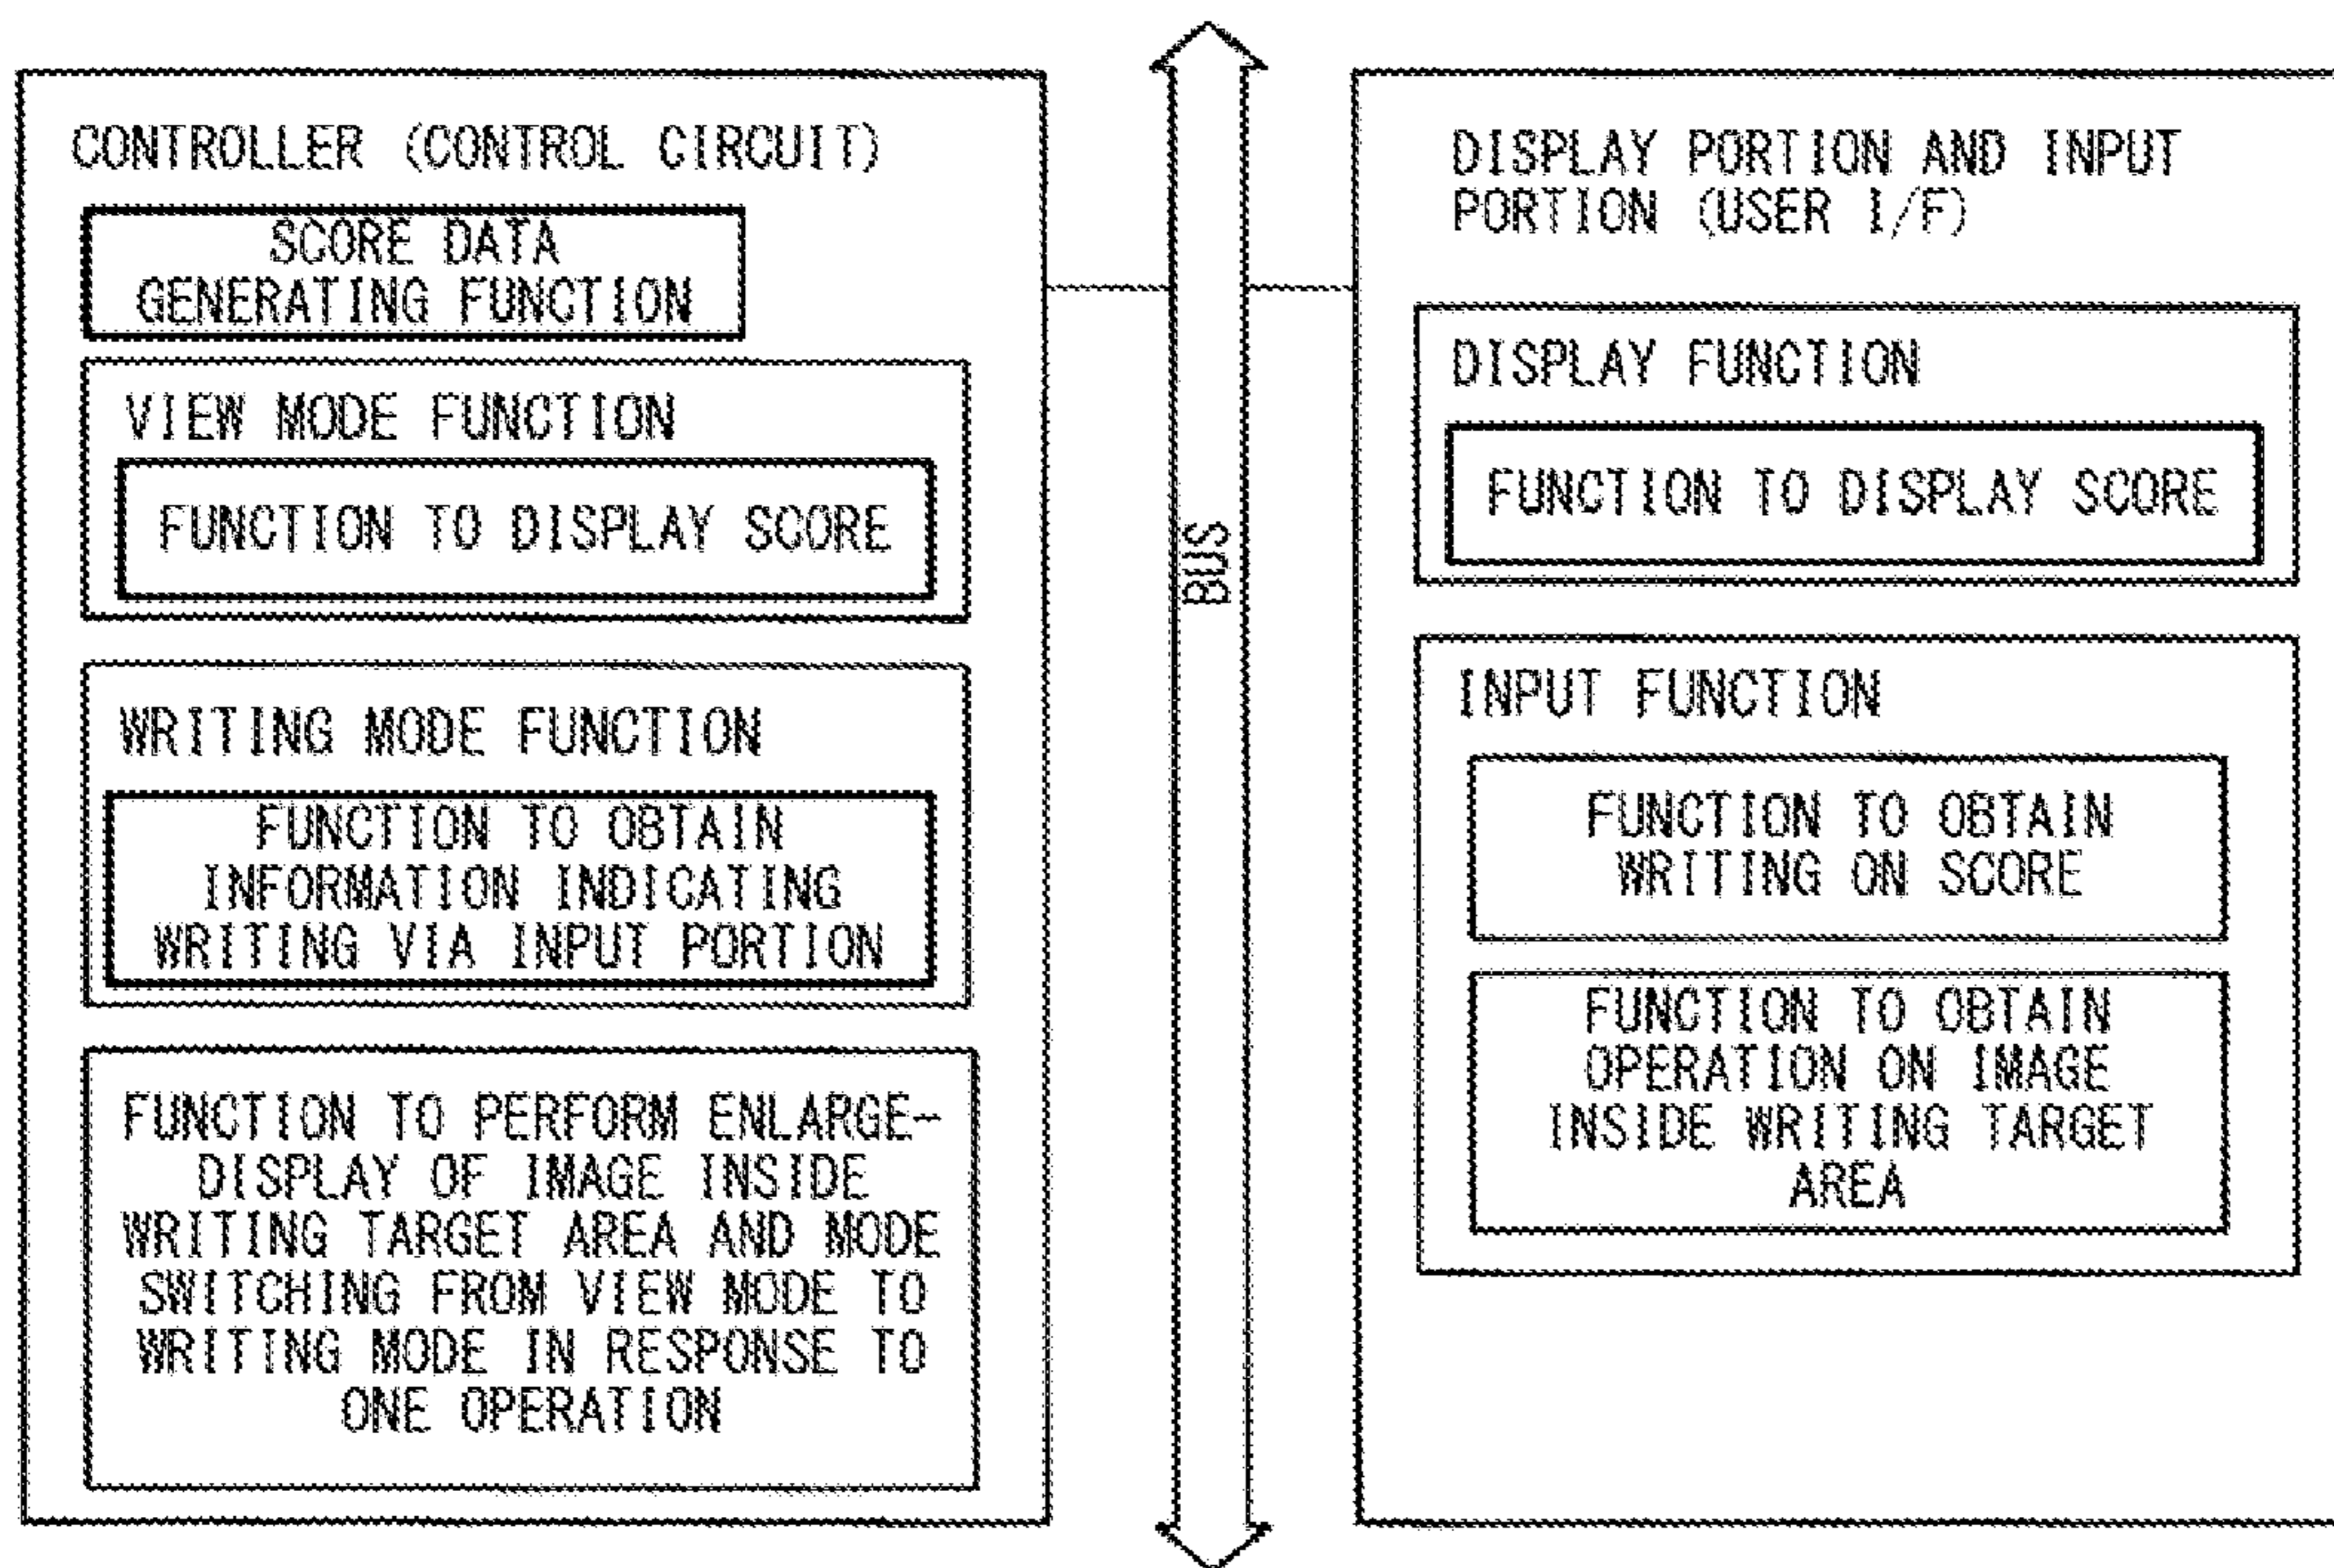 CONTROLLER (CONTROL CIRCUIT)
SCORE DATA
GENERATING FUNCTION
VIEW MODE FUNCTION
FUNCTION TO DISPLAY SCORE
WRITING MODE FUNCTION
FUNCTION TO OBTAIN
INFORMATION INDICATING
WRITING VIA INPUT PORTION
FUNCTION TO PERFORM ENLARGE-
DISPLAY OF IMAGE INSIDE
WRITING TARGET AREA AND MODE
SWITCHING FROM VIEW MODE TO
WRITING MODE IN RESPONSE TO
ONE OPERATION
BUS
DISPLAY PORTION AND INPUT
PORTION (USER I/F)
DISPLAY FUNCTION
FUNCTION TO DISPLAY SCORE
INPUT FUNCTION
FUNCTION TO OBTAIN
WRITING ON SCORE
FUNCTION TO OBTAIN
OPERATION ON IMAGE
INSIDE WRITING TARGET
AREA